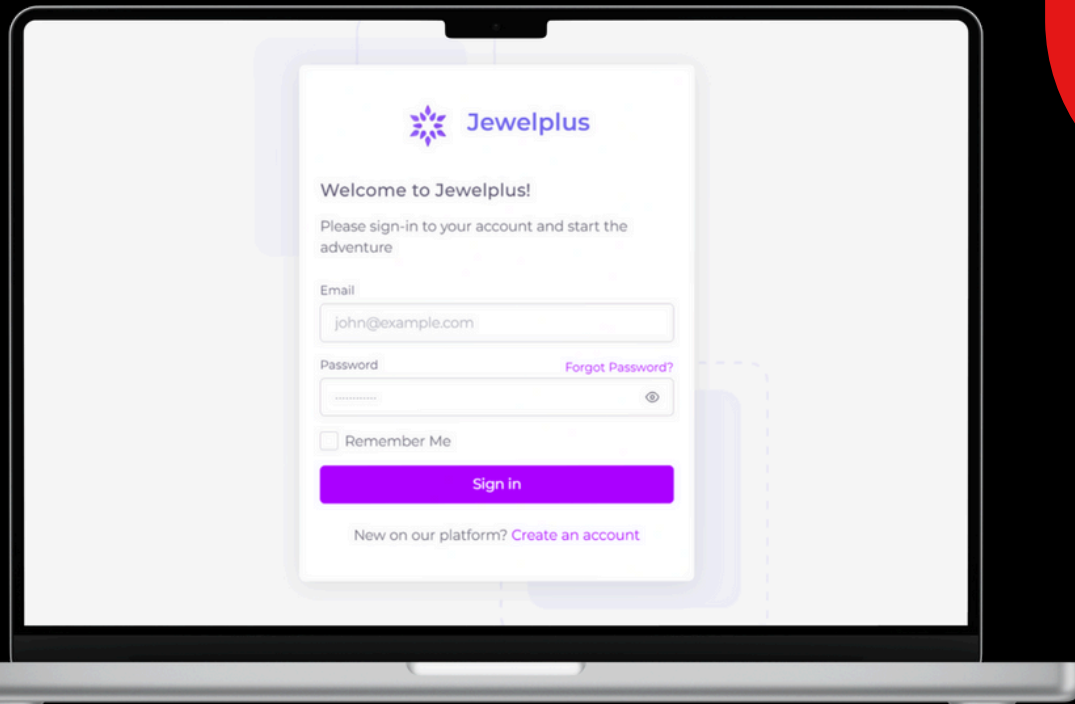 Jewelplus
Welcome to Jewelplus!
Please sign-in to your account and start the
adventure
Email
john@example.com
Password Forgot Password?
············
Remember Me
Sign in
New on our platform? Create an account